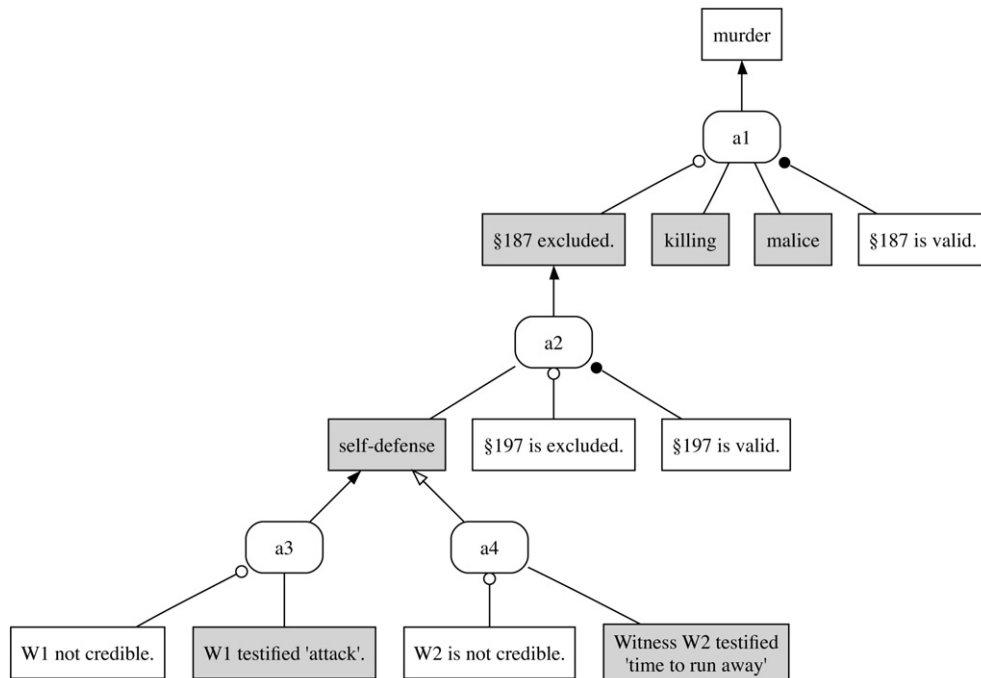 murder
a1
§187 excluded.
killing
malice
§187 is valid.
a2
self-defense
§197 is excluded.
§197 is valid.
a3
a4
W1 not credible.
W1 testified 'attack'.
W2 is not credible.
Witness W2 testified
'time to run away'